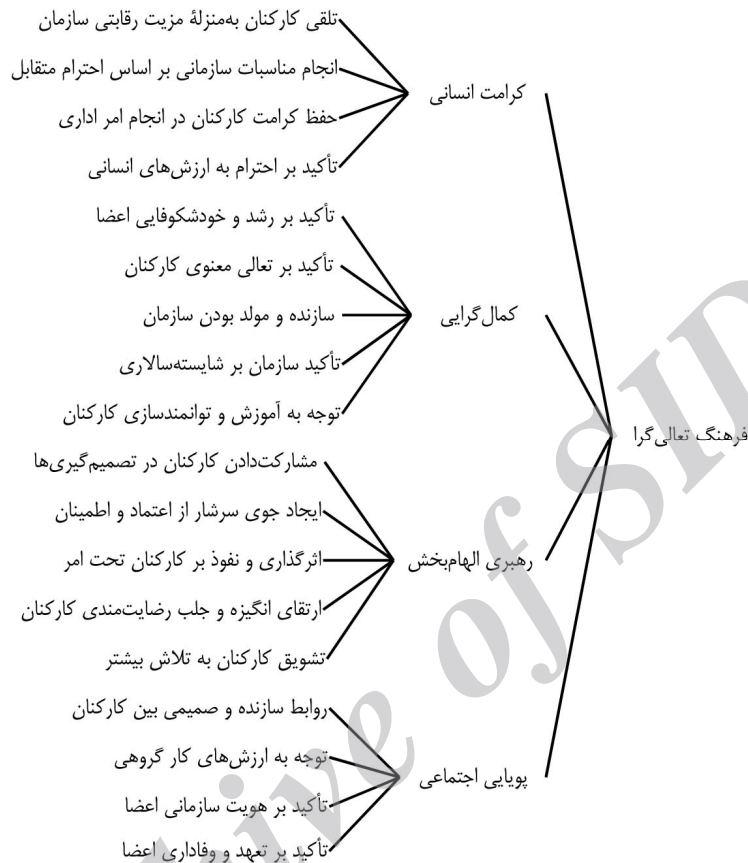 فرهنگ تعالی‌گرا
کرامت انسانی
تلقی کارکنان به‌منزلهٔ مزیت رقابتی سازمان
انجام مناسبات سازمانی بر اساس احترام متقابل
حفظ کرامت کارکنان در انجام امر اداری
تأکید بر احترام به ارزش‌های انسانی
کمال‌گرایی
تأکید بر رشد و خودشکوفایی اعضا
تأکید بر تعالی معنوی کارکنان
سازنده و مولد بودن سازمان
تأکید سازمان بر شایسته‌سالاری
توجه به آموزش و توانمندسازی کارکنان
رهبری الهام‌بخش
مشارکت‌دادن کارکنان در تصمیم‌گیری‌ها
ایجاد جوی سرشار از اعتماد و اطمینان
اثرگذاری و نفوذ بر کارکنان تحت امر
ارتقای انگیزه و جلب رضایت‌مندی کارکنان
تشویق کارکنان به تلاش بیشتر
پویایی اجتماعی
روابط سازنده و صمیمی بین کارکنان
توجه به ارزش‌های کار گروهی
تأکید بر هویت سازمانی اعضا
تأکید بر تعهد و وفاداری اعضا
of SID